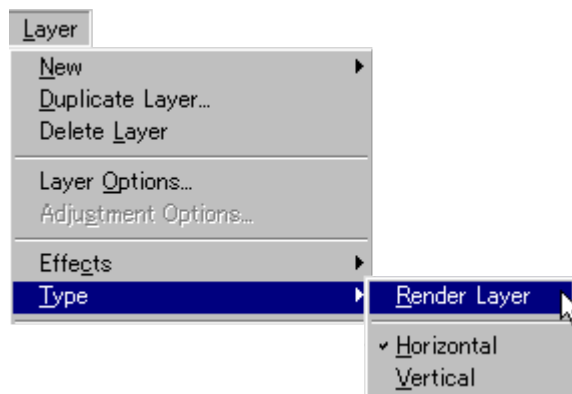 Layer
New
Duplicate Layer...
Delete Layer
Layer Options...
Adjustment Options...
Effects
Type
Render Layer
Horizontal
Vertical